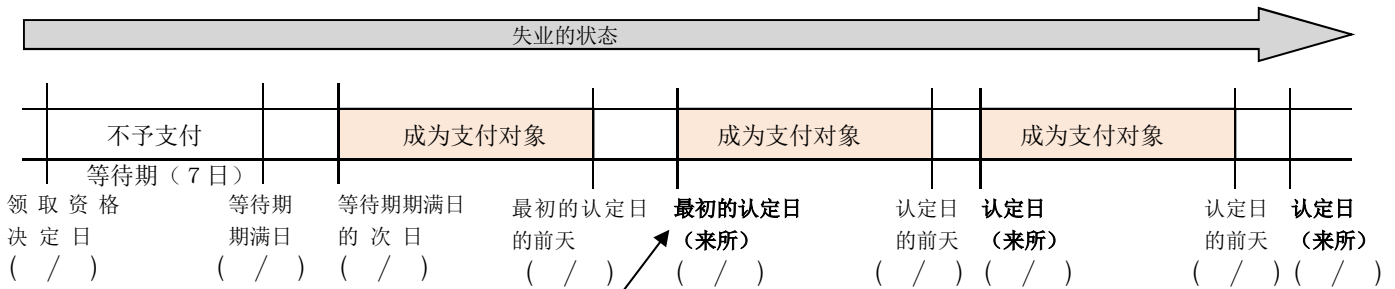 失业的状态
不予支付 成为支付对象 成为支付对象 成为支付对象
等待期（７日）
领取资格 等待期 等待期期满日 最初的认定日 最初的认定日 认定日 认定日 认定日 认定日
决定日 期满日 的次日 的前天 （来所） 的前天 （来所） 的前天 （来所）
( / ) ( / ) ( / ) ( / ) ( / ) ( / ) ( / ) ( / ) ( / )